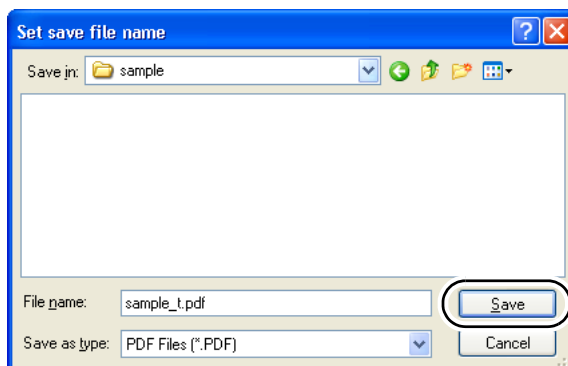 Set save file name
Save in: sample
File name: sample_t.pdf Save
Save as type: PDF Files (*.PDF) Cancel